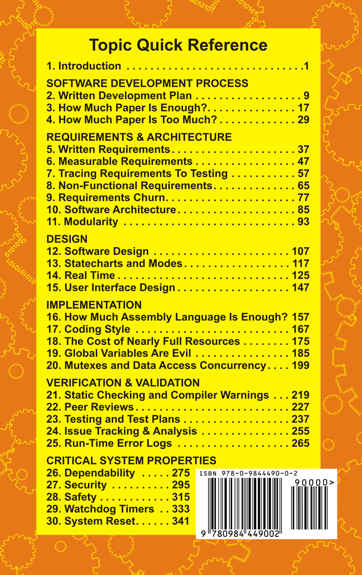 Topic Quick Reference
1. Introduction ..............................1
SOFTWARE DEVELOPMENT PROCESS
2. Written Development Plan .................. 9
3. How Much Paper Is Enough?............... 17
4. How Much Paper Is Too Much?............. 29
REQUIREMENTS & ARCHITECTURE
5. Written Requirements..................... 37
6. Measurable Requirements ................. 47
7. Tracing Requirements To Testing ........... 57
8. Non-Functional Requirements.............. 65
9. Requirements Churn...................... 77
10. Software Architecture.................... 85
11. Modularity ............................. 93
DESIGN
12. Software Design ....................... 107
13. Statecharts and Modes.................. 117
14. Real Time............................. 125
15. User Interface Design................... 147
IMPLEMENTATION
16. How Much Assembly Language Is Enough? 157
17. Coding Style .......................... 167
18. The Cost of Nearly Full Resources ........ 175
19. Global Variables Are Evil ................ 185
20. Mutexes and Data Access Concurrency.... 199
VERIFICATION & VALIDATION
21. Static Checking and Compiler Warnings ... 219
22. Peer Reviews.......................... 227
23. Testing and Test Plans.................. 237
24. Issue Tracking & Analysis ............... 255
25. Run-Time Error Logs ................... 265
CRITICAL SYSTEM PROPERTIES
26. Dependability ..... 275
27. Security .......... 295
28. Safety............ 315
29. Watchdog Timers .. 333
30. System Reset...... 341
ISBN 978-0-9844490-0-2
90000>
9 780984 449002